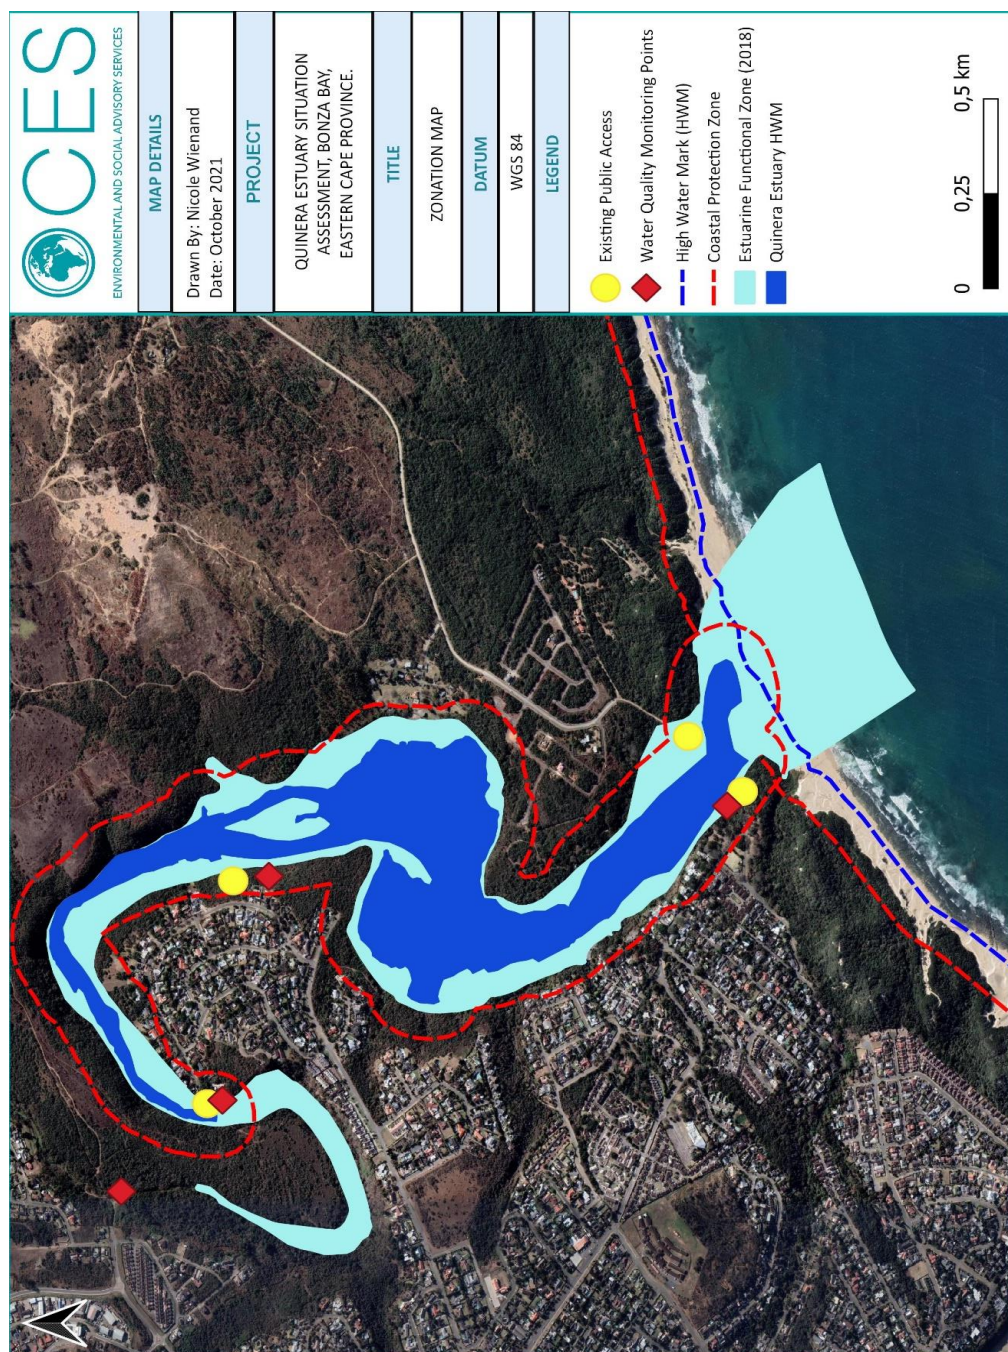 CES
ENVIRONMENTAL AND SOCIAL ADVISORY SERVICES
MAP DETAILS
Drawn By: Nicole Wienand
Date: October 2021
PROJECT
QUINERA ESTUARY SITUATION
ASSESSMENT, BONZA BAY,
EASTERN CAPE PROVINCE.
TITLE
ZONATION MAP
DATUM
WGS 84
LEGEND
Existing Public Access
Water Quality Monitoring Points
High Water Mark (HWM)
Coastal Protection Zone
Estuarine Functional Zone (2018)
Quinera Estuary HWM
0 0,25 0,5 km